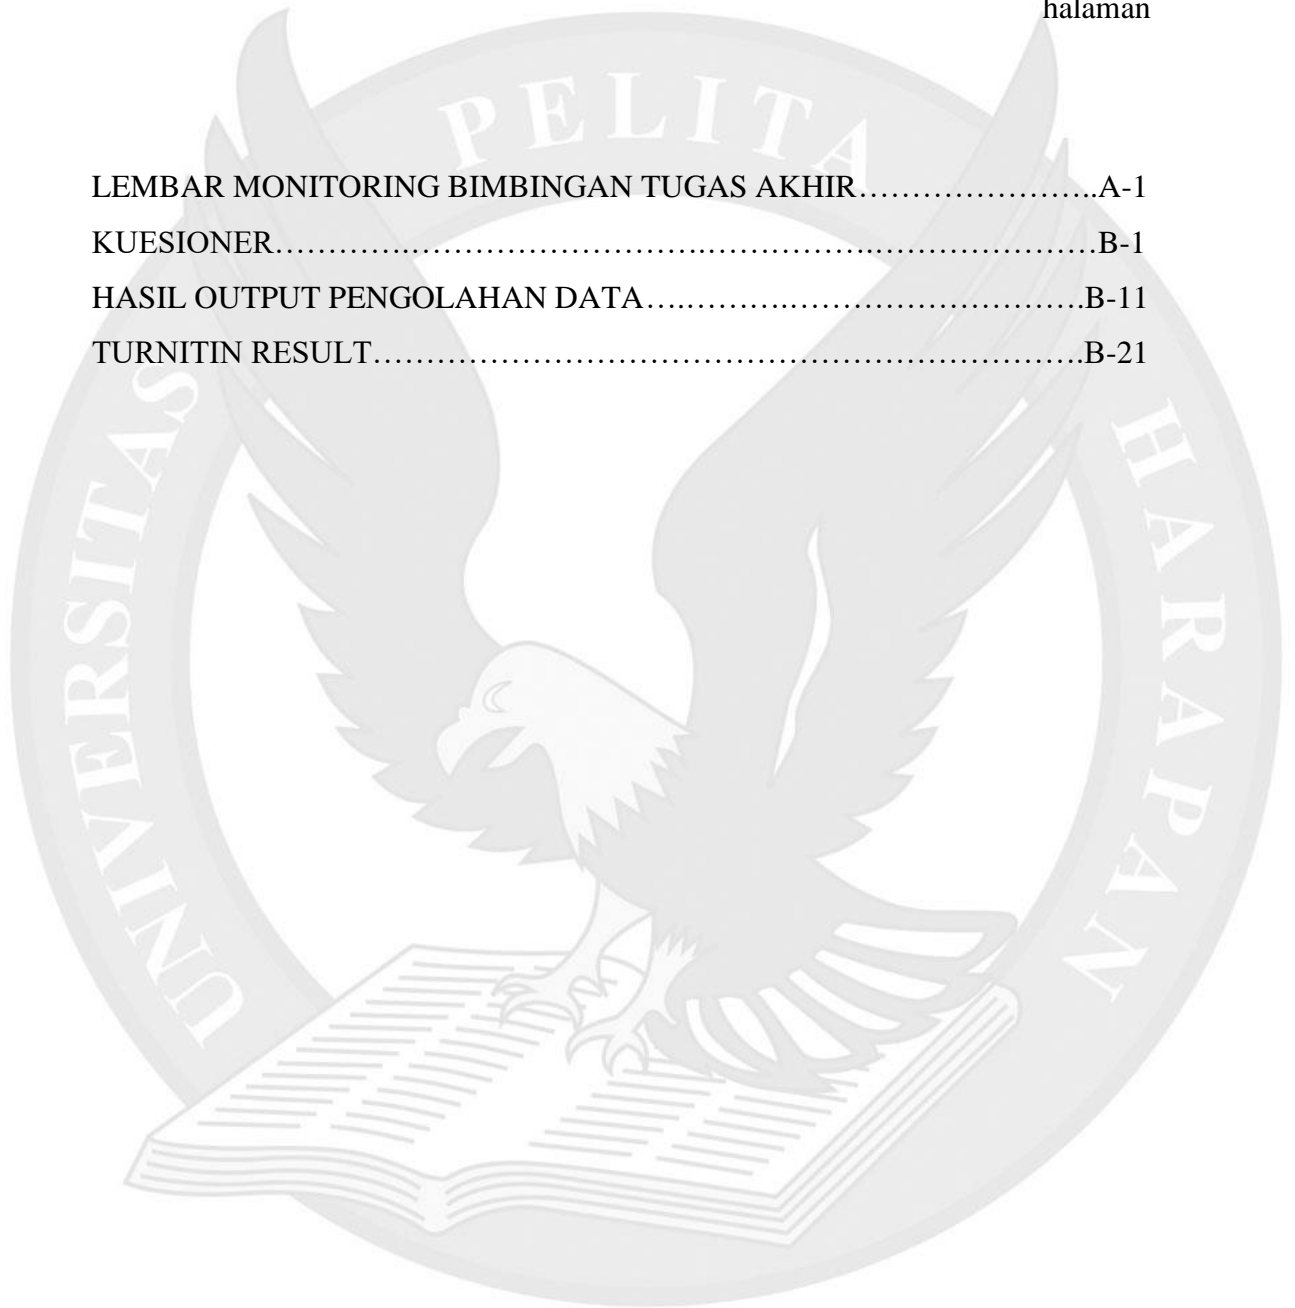 halaman
LEMBAR MONITORING BIMBINGAN TUGAS AKHIR…………………..A-1
KUESIONER………….……………………….……………….…………………B-1
HASIL OUTPUT PENGOLAHAN DATA….……….……………………….B-11
TURNITIN RESULT…………………………………………………………….B-21
UNIVERSITAS PELITA HARAPAN